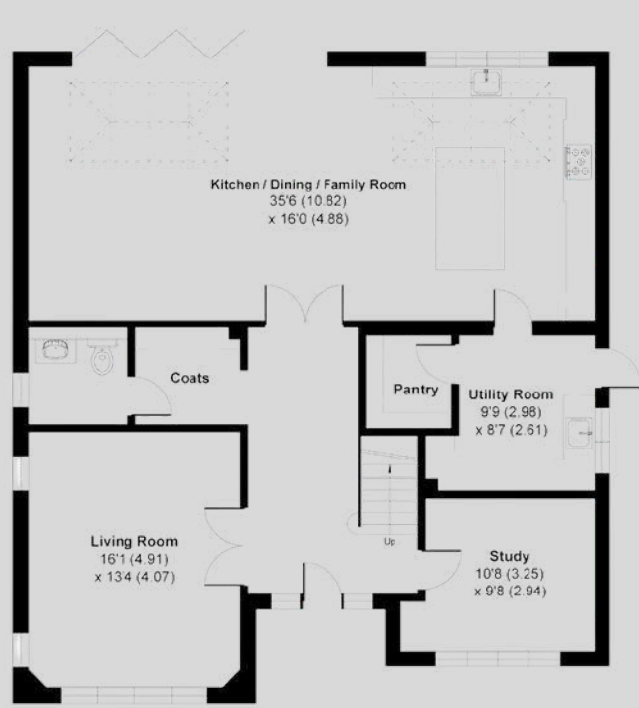 Kitchen / Dining / Family Room
35'6 (10.82)
x 16'0 (4.88)
Coats
Pantry
Utility Room
9'9 (2.98)
x 8'7 (2.61)
Living Room
16'1 (4.91)
x 13'4 (4.07)
Up
Study
10'8 (3.25)
x 9'8 (2.94)